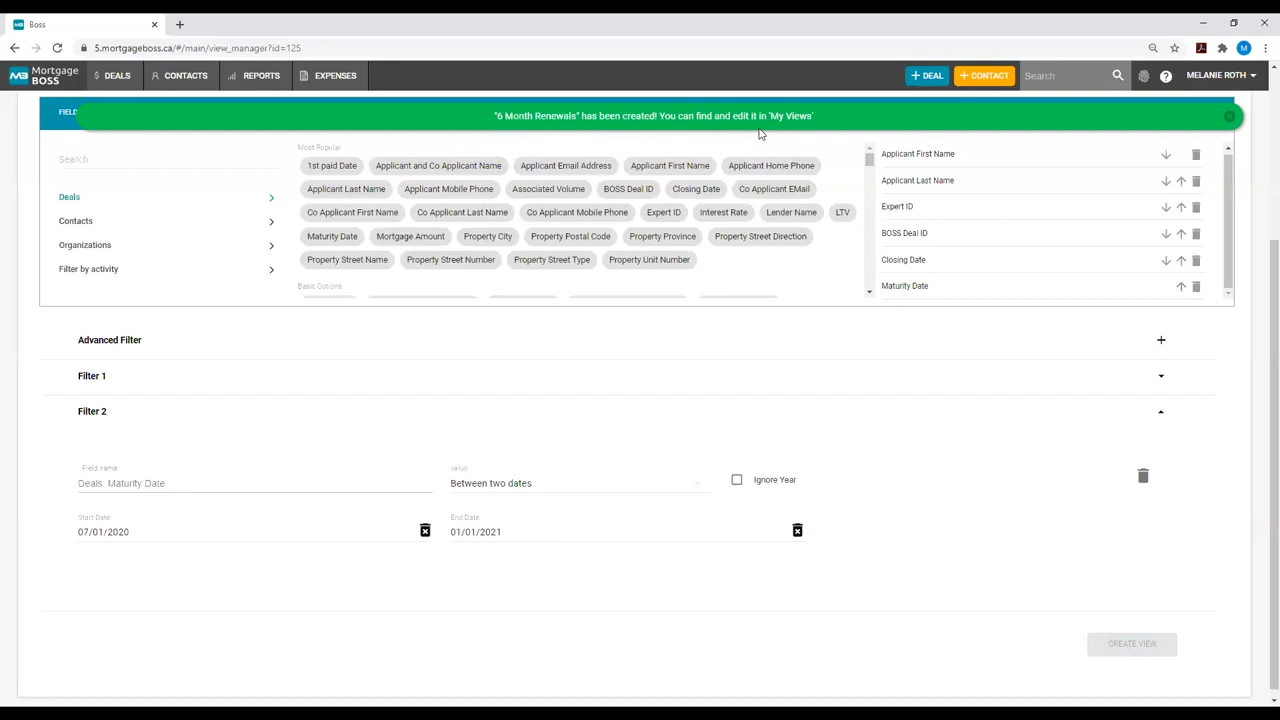 Boss
5.mortgageboss.ca/#/main/view_manager?id=125
M
MB Mortgage BOSS
$ DEALS
CONTACTS
REPORTS
EXPENSES
+ DEAL
+ CONTACT
Search
MELANIE ROTH
FIELD
"6 Month Renewals" has been created! You can find and edit it in 'My Views'
Search
Deals
Contacts
Organizations
Filter by activity
Most Popular
1st paid Date Applicant and Co Applicant Name Applicant Email Address Applicant First Name Applicant Home Phone
Applicant Last Name Applicant Mobile Phone Associated Volume BOSS Deal ID Closing Date Co Applicant EMail
Co Applicant First Name Co Applicant Last Name Co Applicant Mobile Phone Expert ID Interest Rate Lender Name LTV
Maturity Date Mortgage Amount Property City Property Postal Code Property Province Property Street Direction
Property Street Name Property Street Number Property Street Type Property Unit Number
Basic Options
Applicant First Name
Applicant Last Name
Expert ID
BOSS Deal ID
Closing Date
Maturity Date
Advanced Filter
Filter 1
Filter 2
Field name
Deals: Maturity Date
value
Between two dates
Ignore Year
Start Date
07/01/2020
End Date
01/01/2021
CREATE VIEW